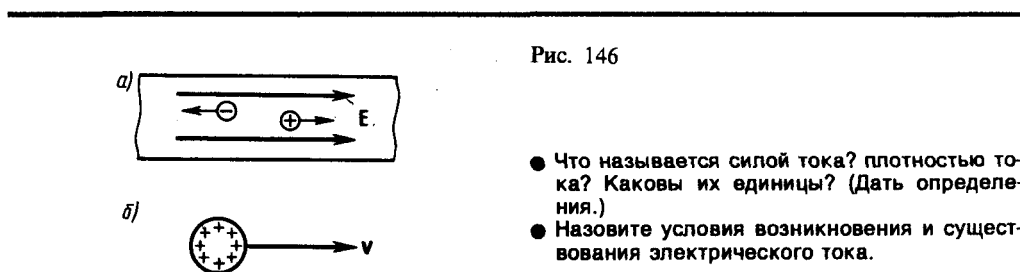 Рис. 146
а)
− + E
● Что называется силой тока? плотностью то-
ка? Каковы их единицы? (Дать определе-
ния.)
● Назовите условия возникновения и сущест-
вования электрического тока.
б)
+ + + + + + + + v